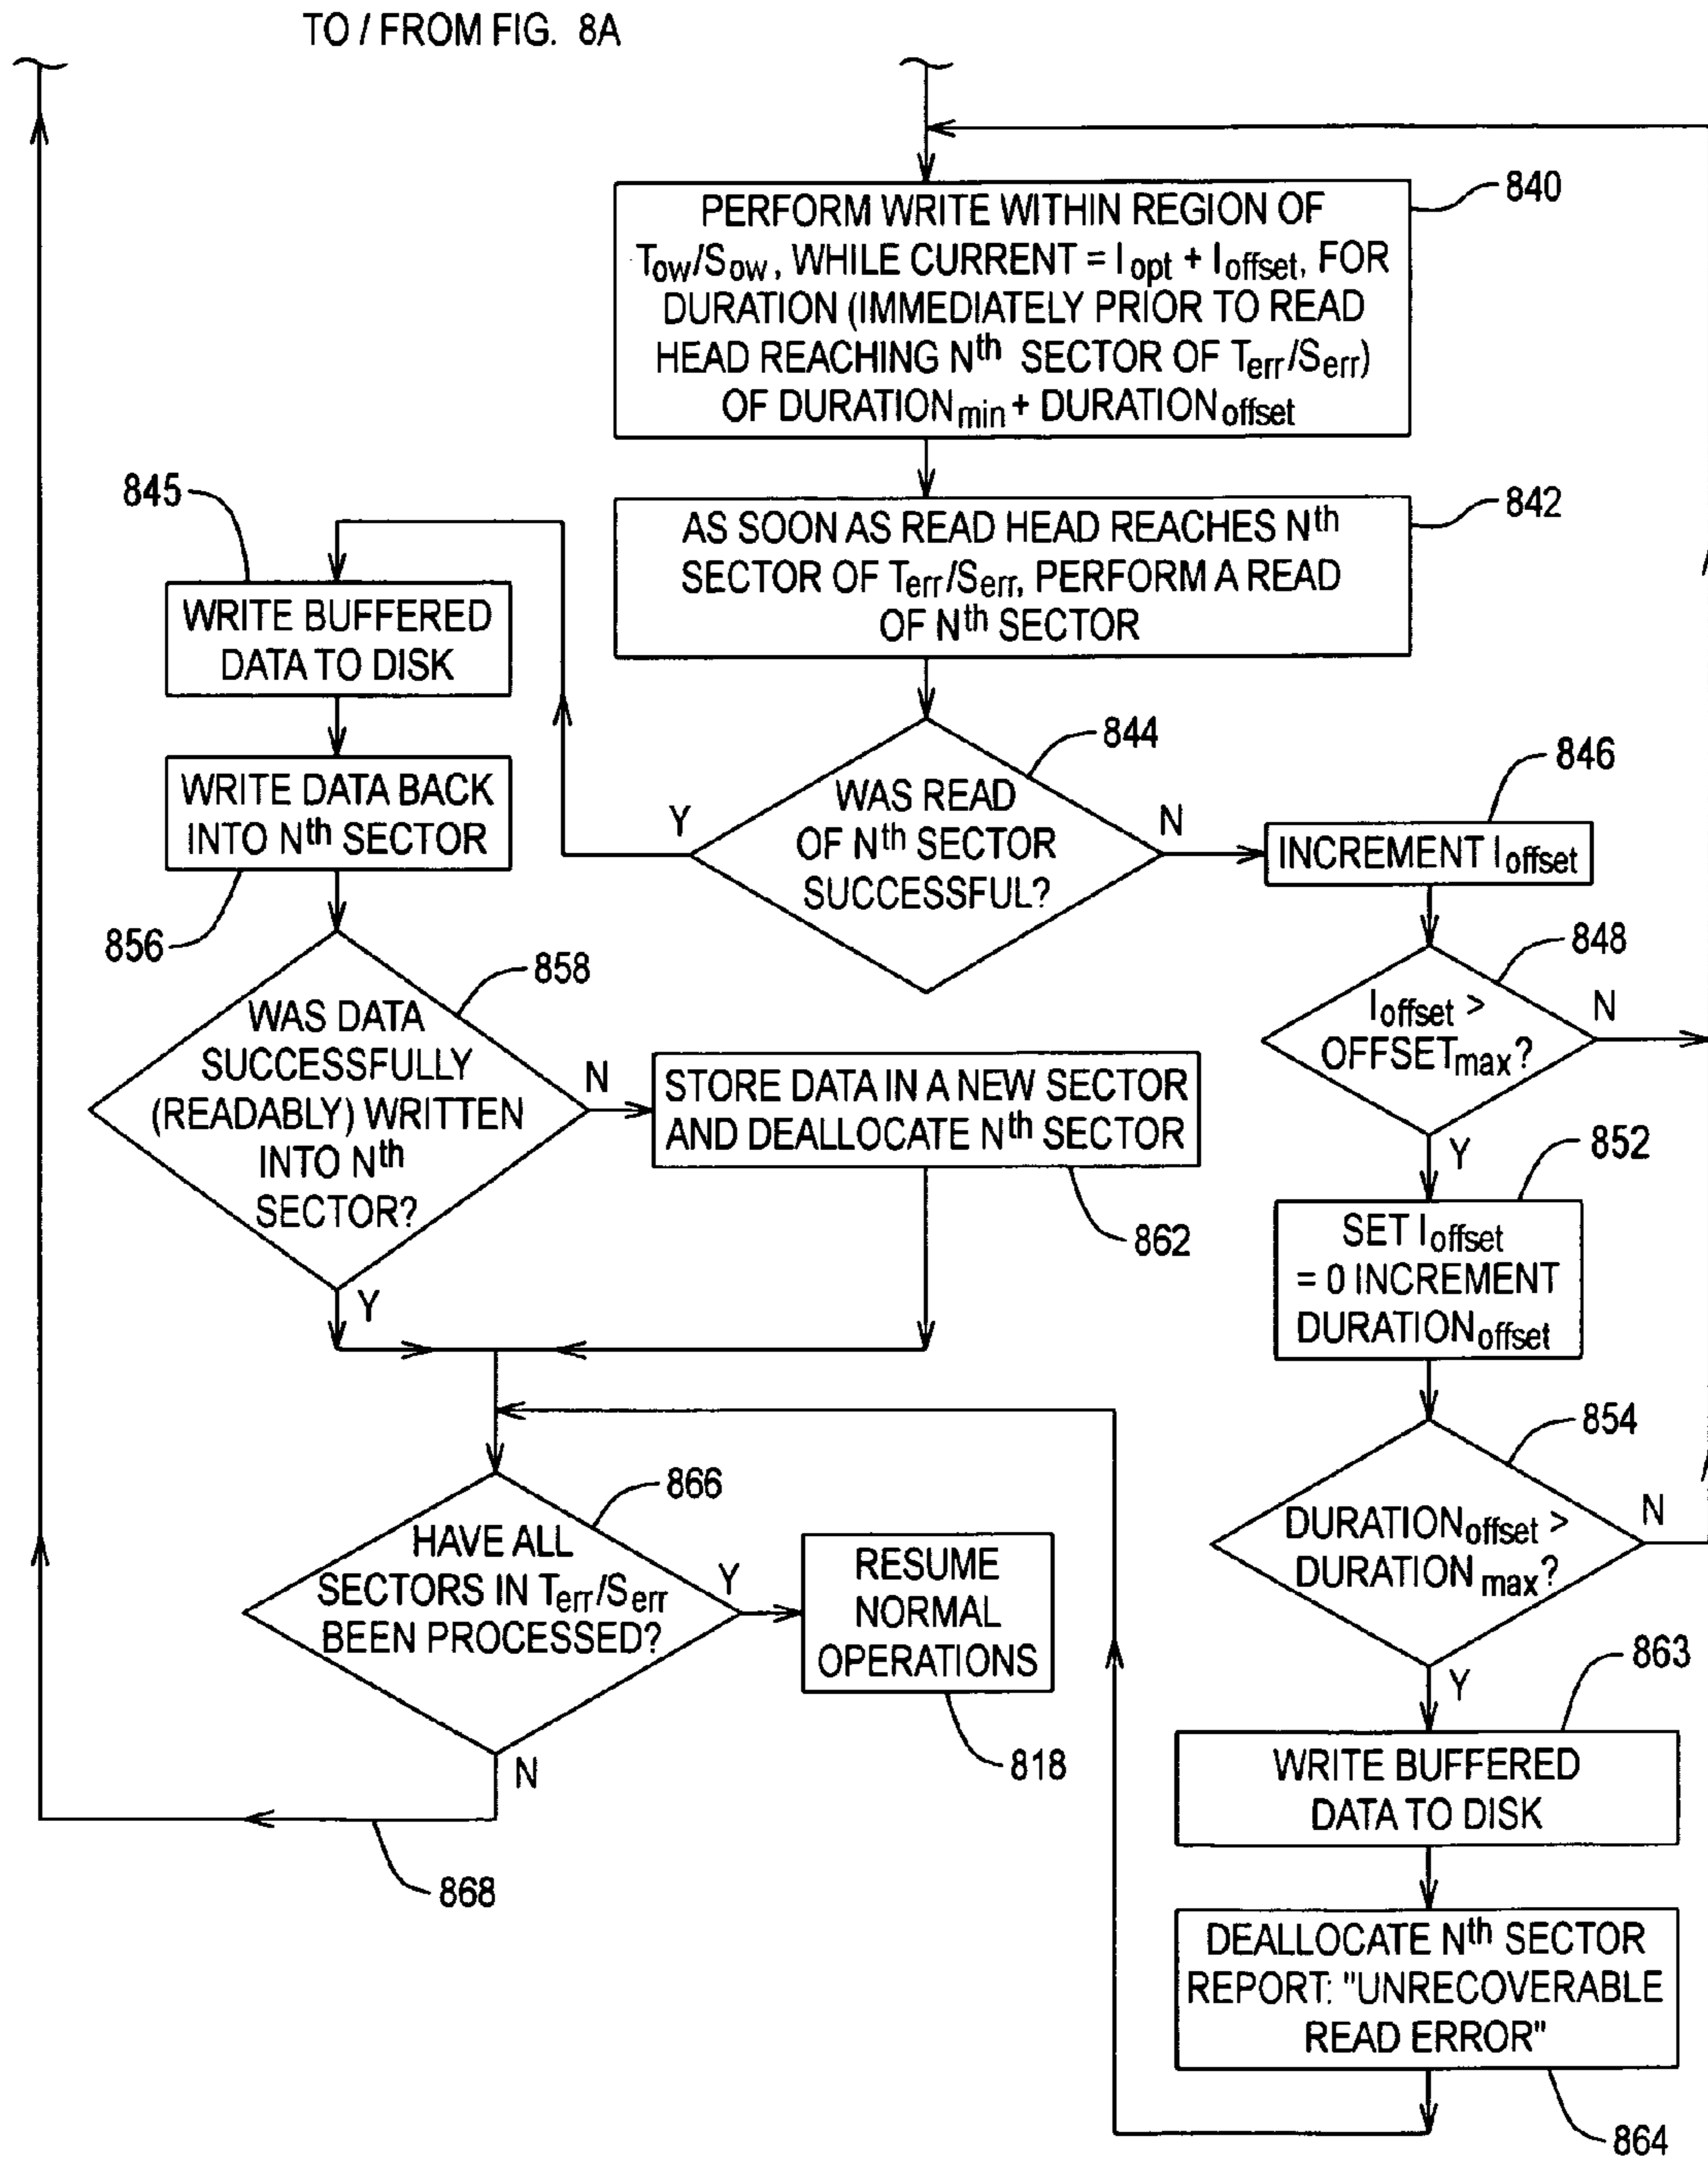 TO / FROM FIG. 8A
PERFORM WRITE WITHIN REGION OF
Tow/Sow, WHILE CURRENT = Iopt + Ioffset, FOR
DURATION (IMMEDIATELY PRIOR TO READ
HEAD REACHING Nth SECTOR OF Terr/Serr)
OF DURATIONmin + DURATIONoffset
840
AS SOON AS READ HEAD REACHES Nth
SECTOR OF Terr/Serr, PERFORM A READ
OF Nth SECTOR
842
845
WRITE BUFFERED
DATA TO DISK
WRITE DATA BACK
INTO Nth SECTOR
856
844
WAS READ
OF Nth SECTOR
SUCCESSFUL?
Y
N
846
INCREMENT Ioffset
848
Ioffset >
OFFSETmax?
N
Y
858
WAS DATA
SUCCESSFULLY
(READABLY) WRITTEN
INTO Nth
SECTOR?
N
Y
STORE DATA IN A NEW SECTOR
AND DEALLOCATE Nth SECTOR
862
852
SET Ioffset
= 0 INCREMENT
DURATIONoffset
854
DURATIONoffset >
DURATIONmax?
N
Y
866
HAVE ALL
SECTORS IN Terr/Serr
BEEN PROCESSED?
Y
N
RESUME
NORMAL
OPERATIONS
818
868
863
WRITE BUFFERED
DATA TO DISK
DEALLOCATE Nth SECTOR
REPORT: "UNRECOVERABLE
READ ERROR"
864